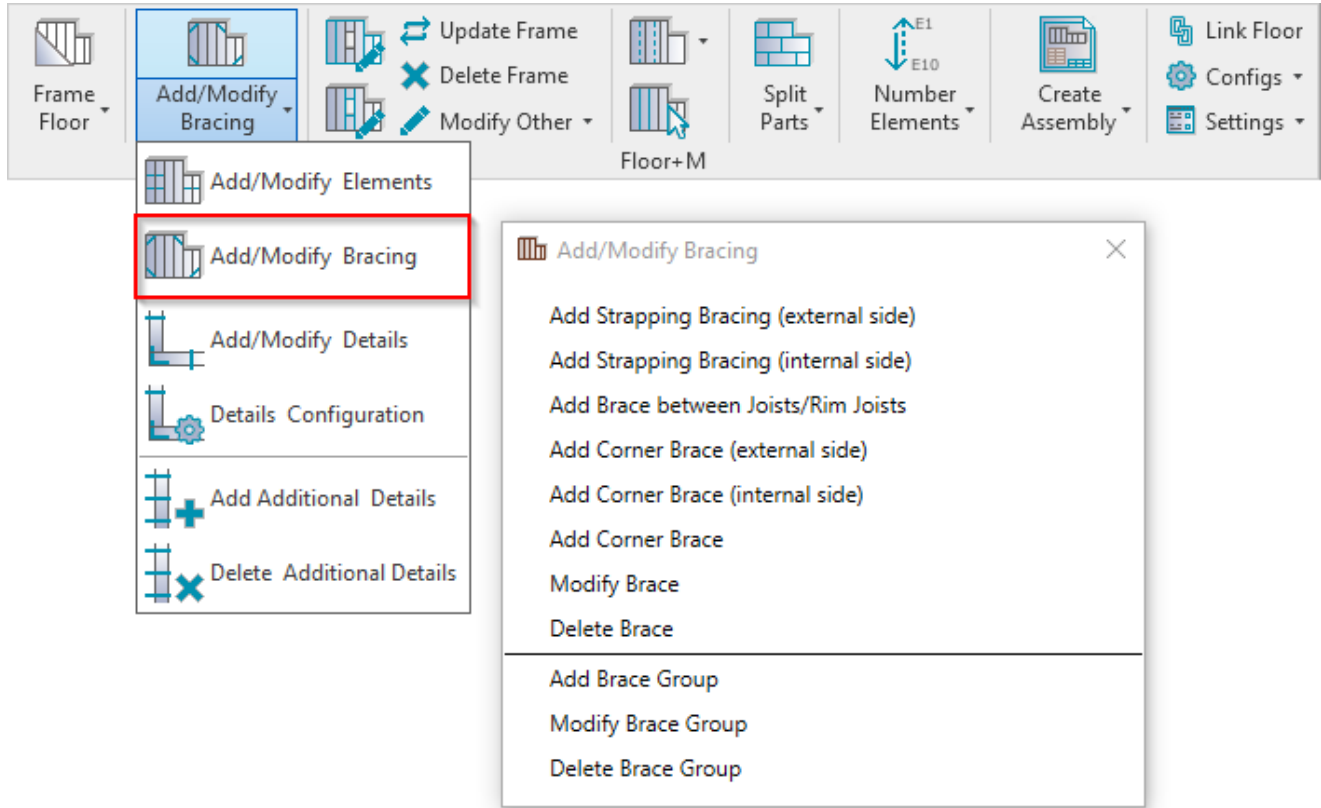 Frame
Floor
Add/Modify
Bracing
Update Frame
Delete Frame
Modify Other
Split
Parts
E1
E10
Number
Elements
Create
Assembly
Link Floor
Configs
Settings
Floor+M
Add/Modify Elements
Add/Modify Bracing
Add/Modify Details
Details Configuration
Add Additional Details
Delete Additional Details
Add/Modify Bracing
Add Strapping Bracing (external side)
Add Strapping Bracing (internal side)
Add Brace between Joists/Rim Joists
Add Corner Brace (external side)
Add Corner Brace (internal side)
Add Corner Brace
Modify Brace
Delete Brace
Add Brace Group
Modify Brace Group
Delete Brace Group